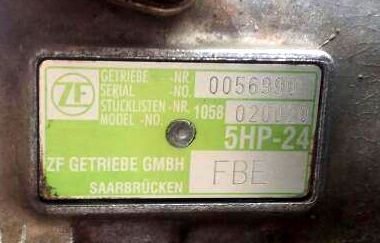 ZF
GETRIEBE -NR
SERIAL -NO.
STÜCKLISTEN-NR. 1058
MODEL -NO.
5HP-24
ZF GETRIEBE GMBH FBE
SAARBRÜCKEN